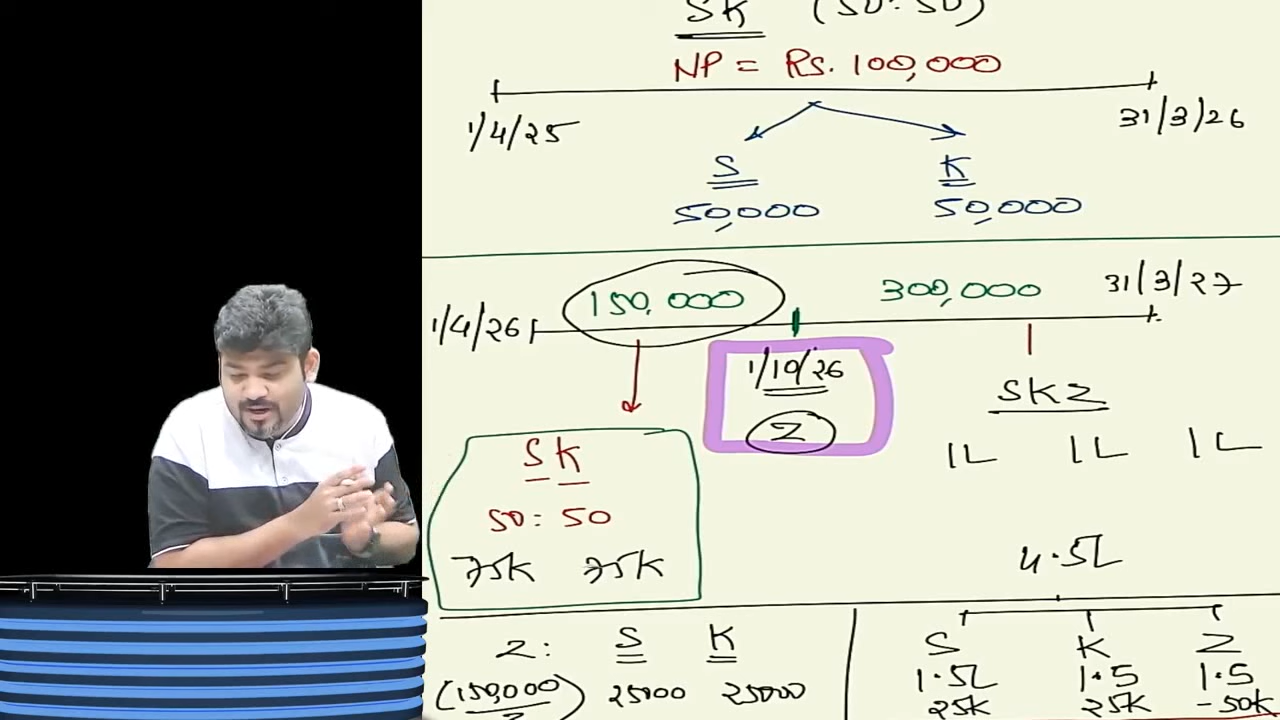 SK (50:50)
NP = Rs. 100,000
1/4/25 31/3/26
S K
50,000 50,000
150,000 300,000 31/3/27
1/4/26
1/10/26
Z
SKZ
1L 1L 1L
SK
50:50
75K 75K
4.5L
Z: S K
(150,000) 25000 25000
S K Z
1.5L 1.5 1.5
25K 25K -50K